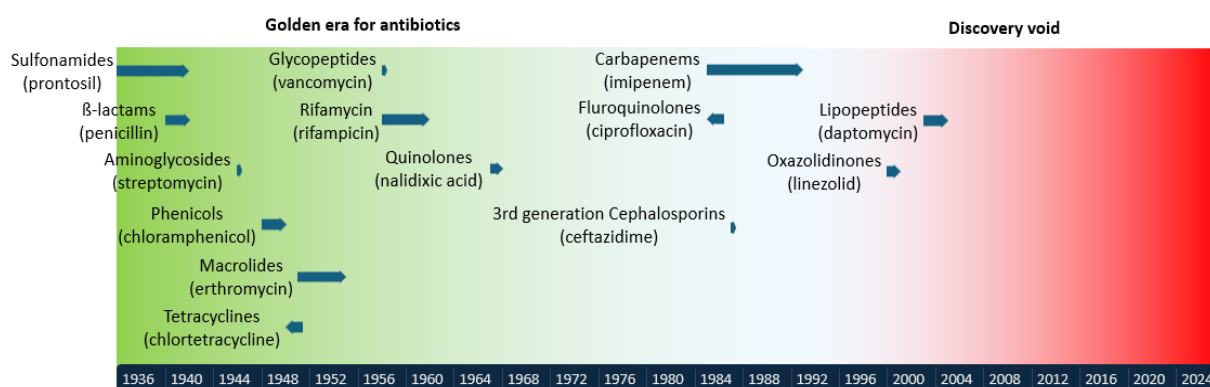 Golden era for antibiotics
Discovery void
Sulfonamides
(prontosil)
Glycopeptides
(vancomycin)
Carbapenems
(imipenem)
ß-lactams
(penicillin)
Rifamycin
(rifampicin)
Fluroquinolones
(ciprofloxacin)
Lipopeptides
(daptomycin)
Aminoglycosides
(streptomycin)
Quinolones
(nalidixic acid)
Oxazolidinones
(linezolid)
Phenicols
(chloramphenicol)
3rd generation Cephalosporins
(ceftazidime)
Macrolides
(erthromycin)
Tetracyclines
(chlortetracycline)
1936 1940 1944 1948 1952 1956 1960 1964 1968 1972 1976 1980 1984 1988 1992 1996 2000 2004 2008 2012 2016 2020 2024